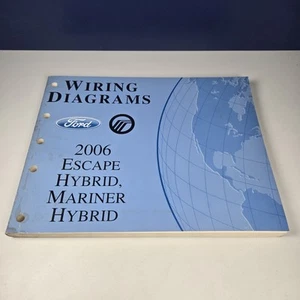 WIRING
DIAGRAMS
Ford
2006
ESCAPE
HYBRID,
MARINER
HYBRID